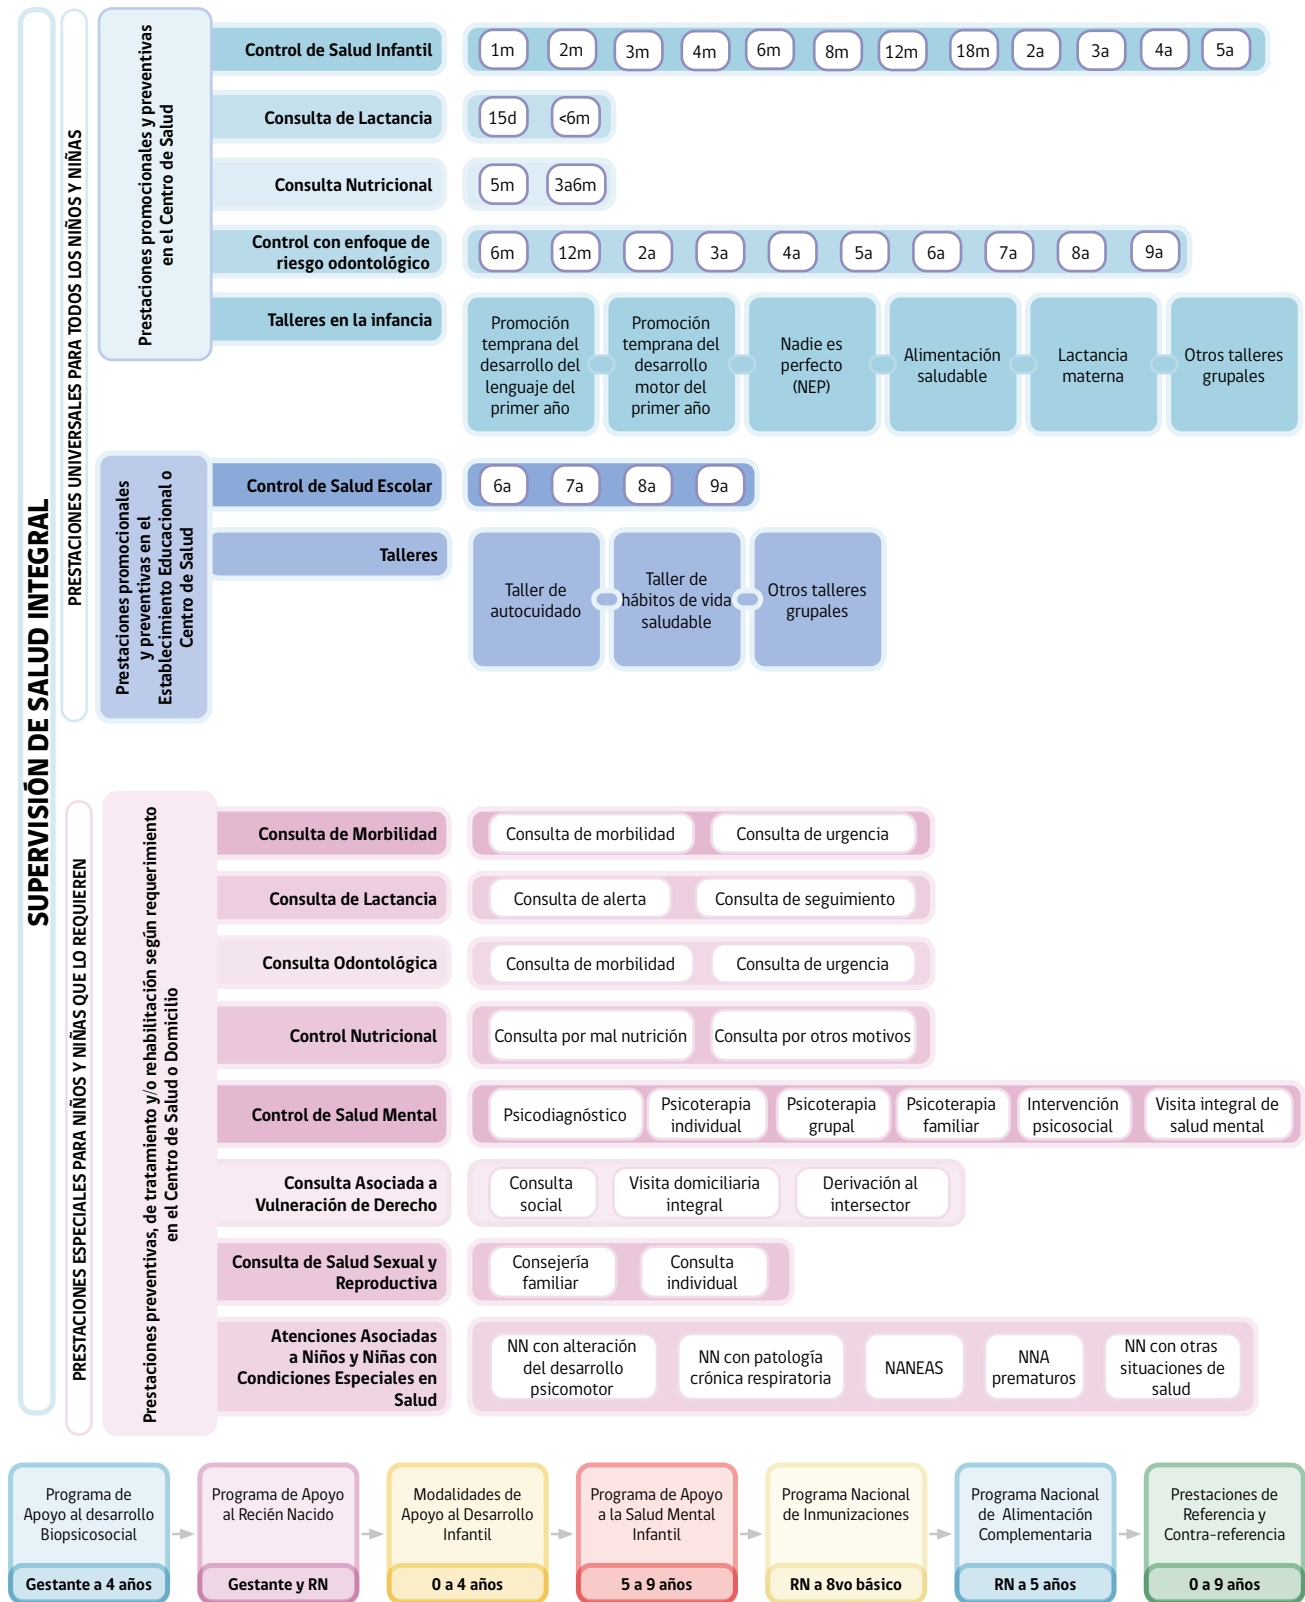 SUPERVISIÓN DE SALUD INTEGRAL
PRESTACIONES UNIVERSALES PARA TODOS LOS NIÑOS Y NIÑAS
Prestaciones promocionales y preventivas
en el Centro de Salud
Control de Salud Infantil
1m 2m 3m 4m 6m 8m 12m 18m 2a 3a 4a 5a
Consulta de Lactancia
15d <6m
Consulta Nutricional
5m 3a6m
Control con enfoque de
riesgo odontológico
6m 12m 2a 3a 4a 5a 6a 7a 8a 9a
Talleres en la infancia
Promoción
temprana del
desarrollo del
lenguaje del
primer año
Promoción
temprana del
desarrollo
motor del
primer año
Nadie es
perfecto
(NEP)
Alimentación
saludable
Lactancia
materna
Otros talleres
grupales
Prestaciones promocionales
y preventivas en el
Establecimiento Educacional o
Centro de Salud
Control de Salud Escolar
6a 7a 8a 9a
Talleres
Taller de
autocuidado
Taller de
hábitos de vida
saludable
Otros talleres
grupales
PRESTACIONES ESPECIALES PARA NIÑOS Y NIÑAS QUE LO REQUIEREN
Prestaciones preventivas, de tratamiento y/o rehabilitación según requerimiento
en el Centro de Salud o Domicilio
Consulta de Morbilidad
Consulta de morbilidad
Consulta de urgencia
Consulta de Lactancia
Consulta de alerta
Consulta de seguimiento
Consulta Odontológica
Consulta de morbilidad
Consulta de urgencia
Control Nutricional
Consulta por mal nutrición
Consulta por otros motivos
Control de Salud Mental
Psicodiagnóstico
Psicoterapia
individual
Psicoterapia
grupal
Psicoterapia
familiar
Intervención
psicosocial
Visita integral de
salud mental
Consulta Asociada a
Vulneración de Derecho
Consulta
social
Visita domiciliaria
integral
Derivación al
intersector
Consulta de Salud Sexual y
Reproductiva
Consejería
familiar
Consulta
individual
Atenciones Asociadas
a Niños y Niñas con
Condiciones Especiales en
Salud
NN con alteración
del desarrollo
psicomotor
NN con patología
crónica respiratoria
NANEAS
NNA
prematuros
NN con otras
situaciones de
salud
Programa de
Apoyo al desarrollo
Biopsicosocial
Gestante a 4 años
Programa de Apoyo
al Recién Nacido
Gestante y RN
Modalidades de
Apoyo al Desarrollo
Infantil
0 a 4 años
Programa de Apoyo
a la Salud Mental
Infantil
5 a 9 años
Programa Nacional
de Inmunizaciones
RN a 8vo básico
Programa Nacional
de Alimentación
Complementaria
RN a 5 años
Prestaciones de
Referencia y
Contra-referencia
0 a 9 años